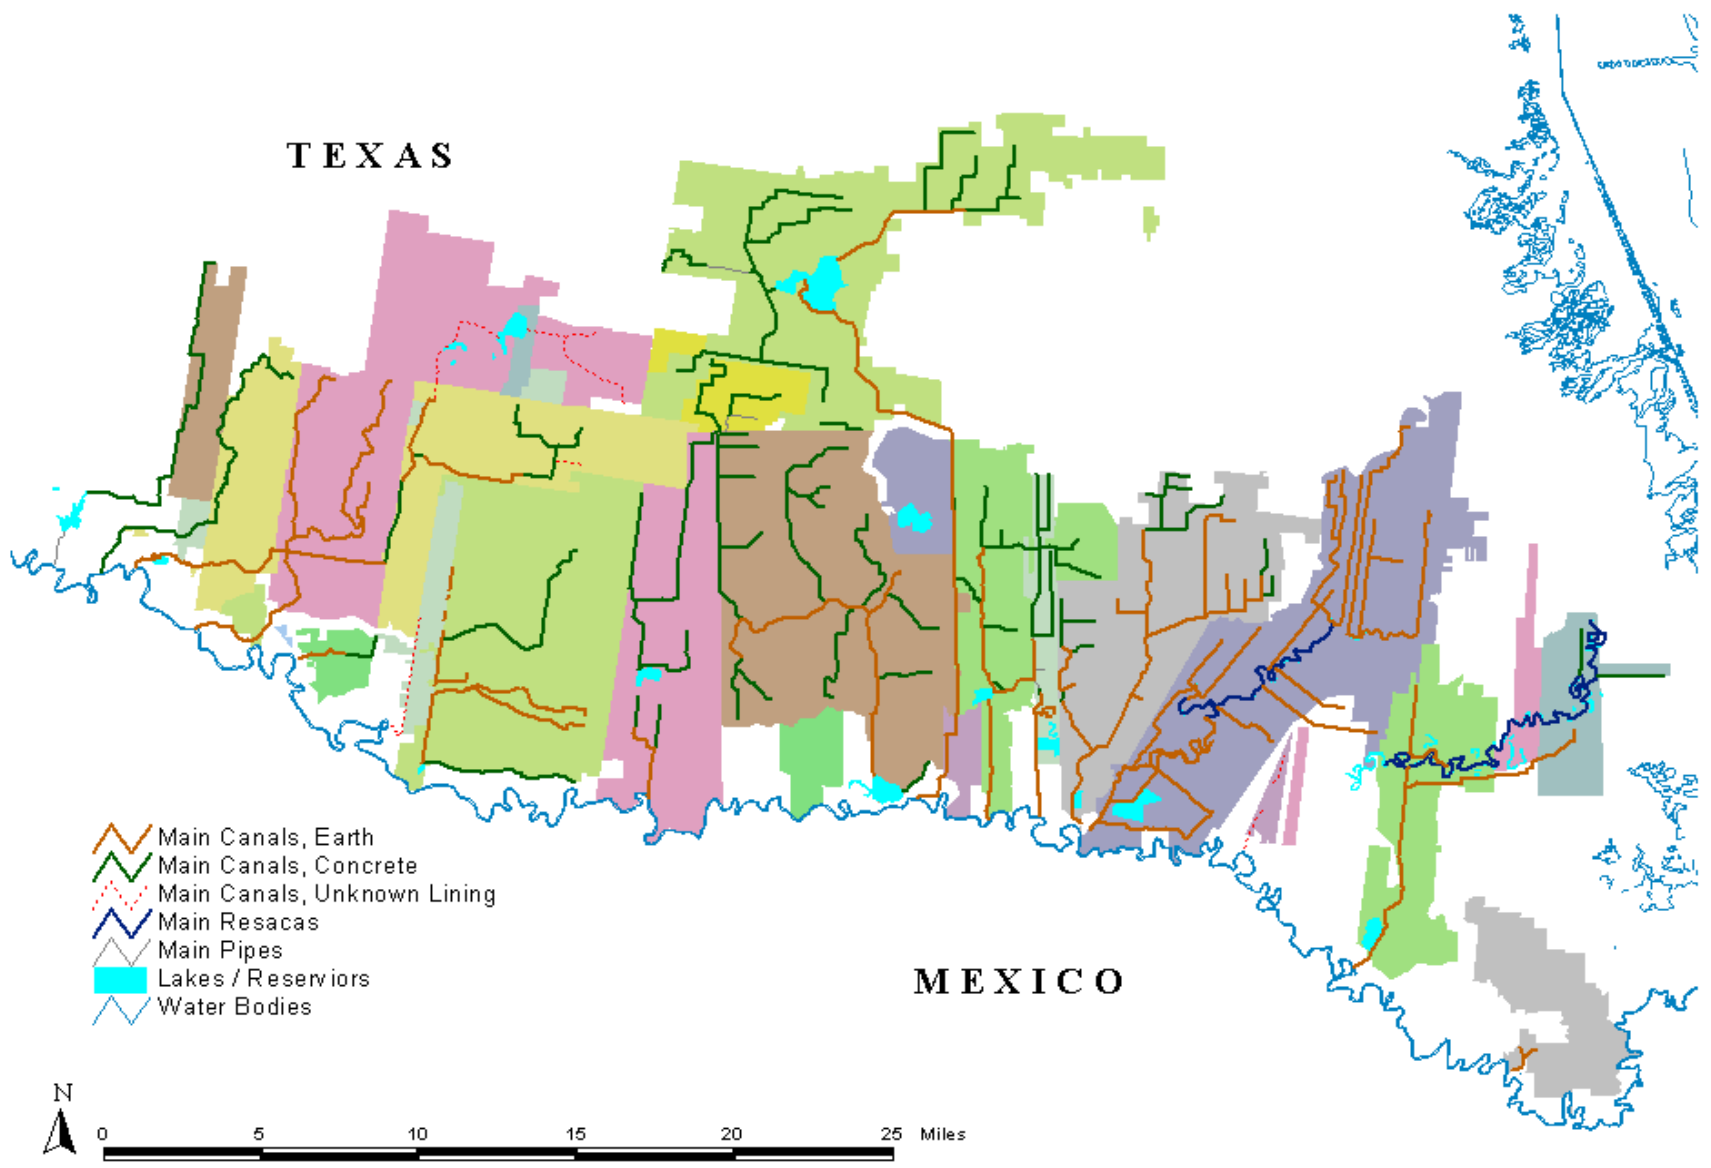 TEXAS
Main Canals, Earth
Main Canals, Concrete
Main Canals, Unknown Lining
Main Resacas
Main Pipes
Lakes / Reserviors
Water Bodies
MEXICO
N
0 5 10 15 20 25 Miles